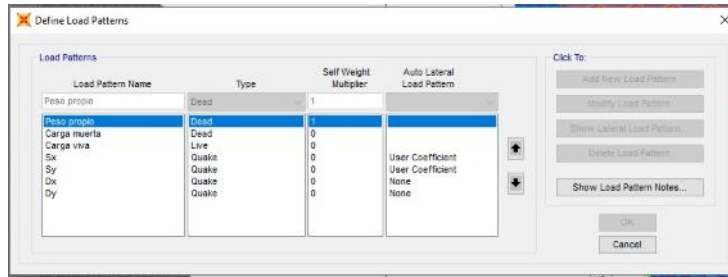 Define Load Patterns
Load Patterns
Click To:
Load Pattern Name Type Self Weight Multiplier Auto Lateral Load Pattern
Peso propio Dead 1
Peso propio Dead 1
Carga muerta Dead 0
Carga viva Live 0
Sx Quake 0 User Coefficient
Sy Quake 0 User Coefficient
Dx Quake 0 None
Dy Quake 0 None
Add New Load Pattern
Modify Load Pattern
Show Lateral Load Pattern...
Delete Load Pattern
Show Load Pattern Notes...
OK
Cancel